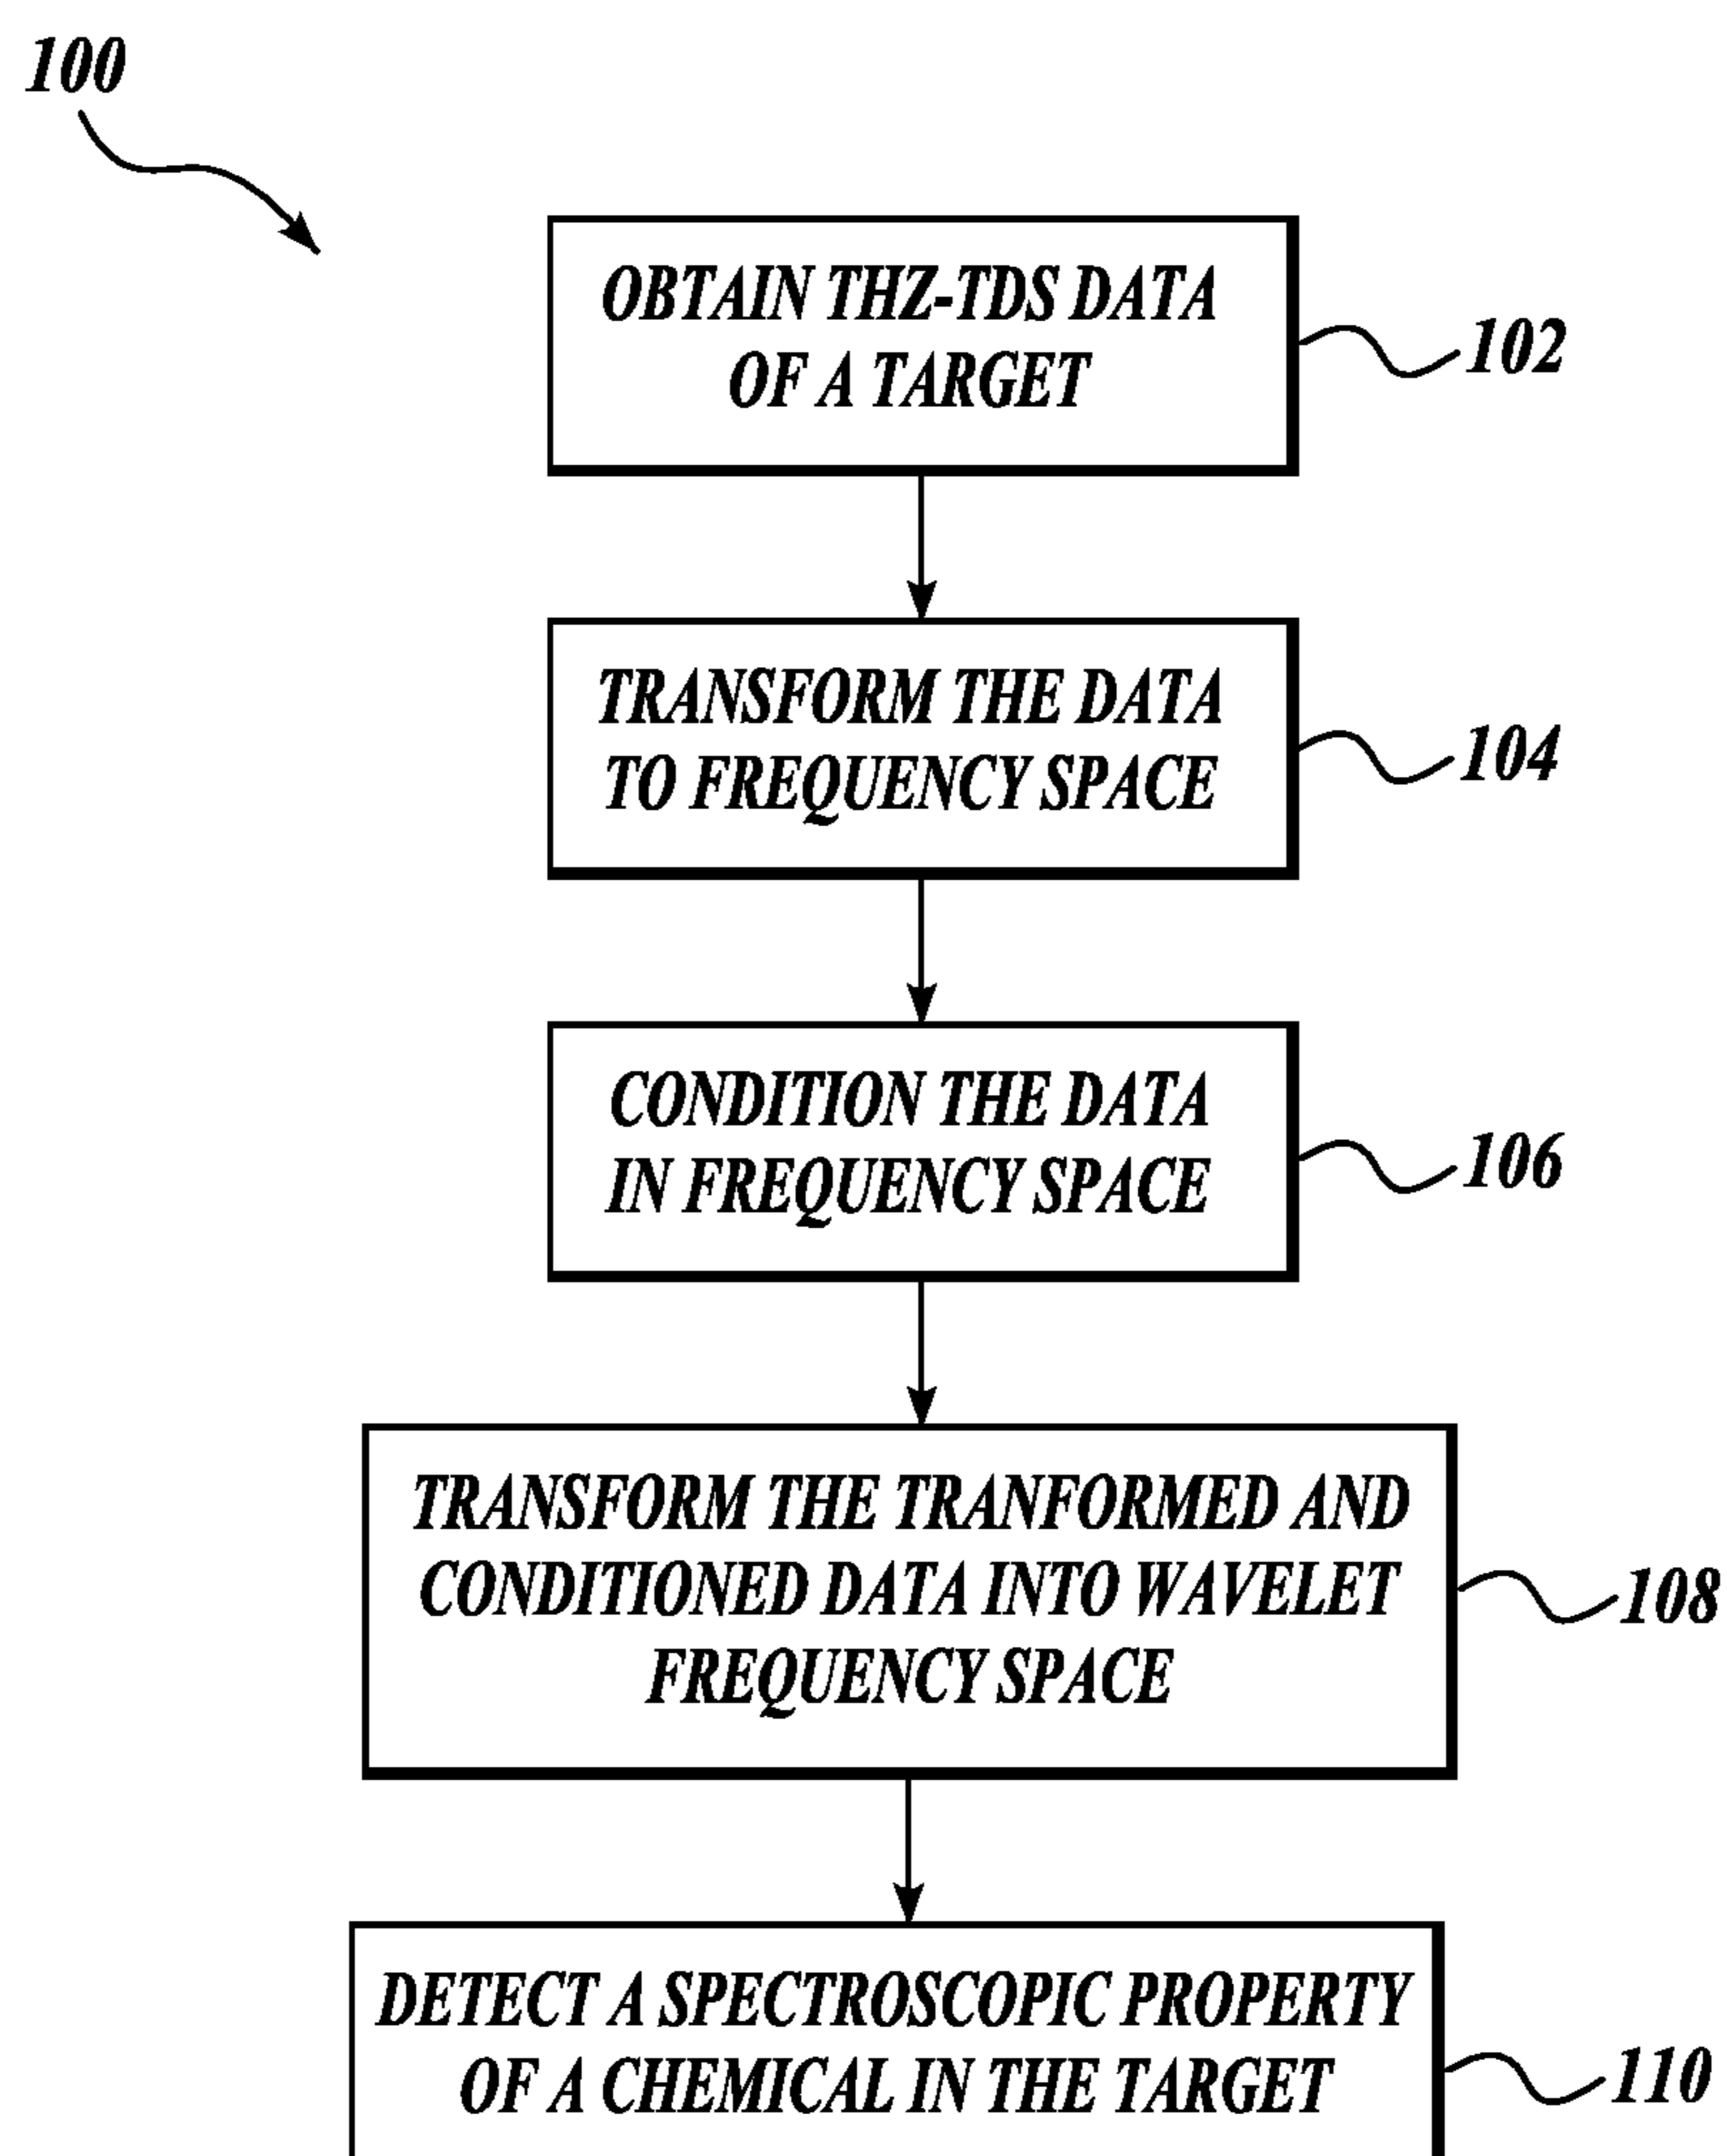 100
OBTAIN THZ-TDS DATA
OF A TARGET
102
TRANSFORM THE DATA
TO FREQUENCY SPACE
104
CONDITION THE DATA
IN FREQUENCY SPACE
106
TRANSFORM THE TRANFORMED AND
CONDITIONED DATA INTO WAVELET
FREQUENCY SPACE
108
DETECT A SPECTROSCOPIC PROPERTY
OF A CHEMICAL IN THE TARGET
110